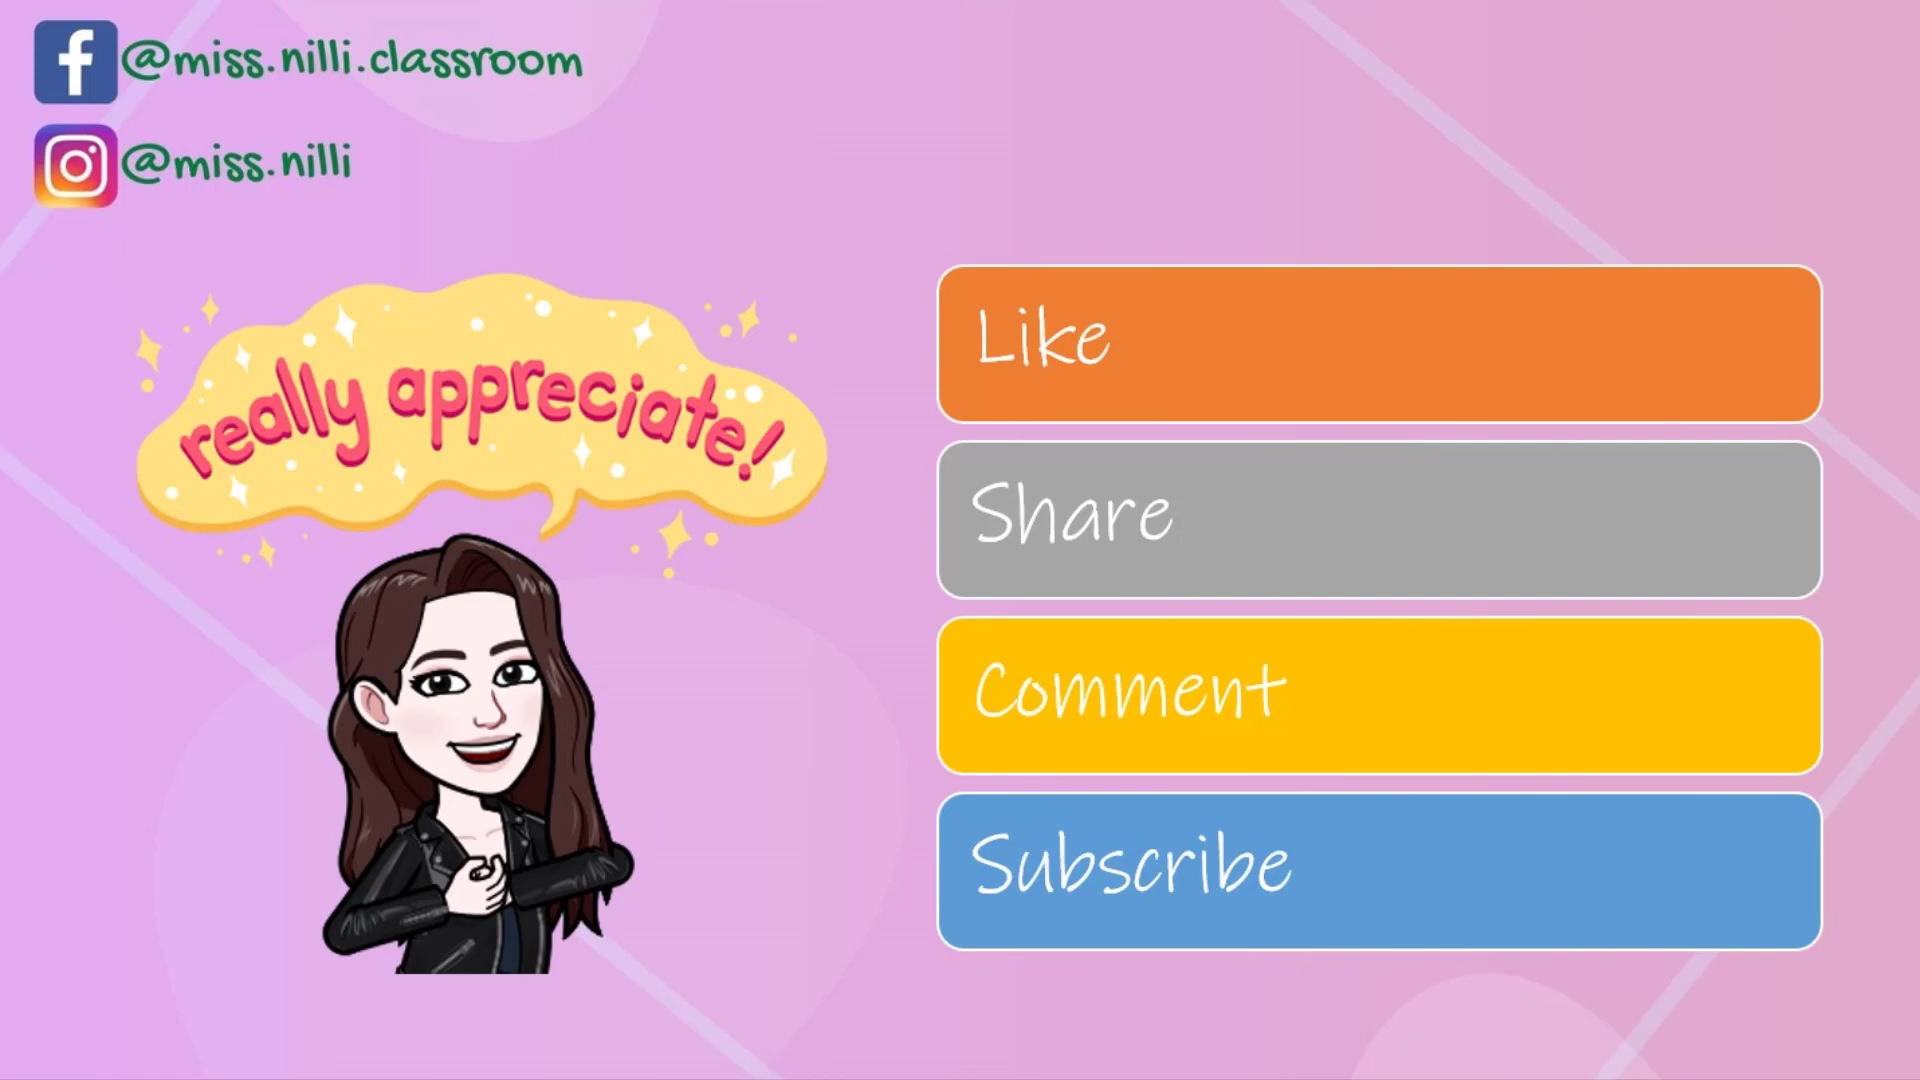 @miss.nilli.classroom
@miss.nilli
really appreciate!
Like
Share
Comment
Subscribe